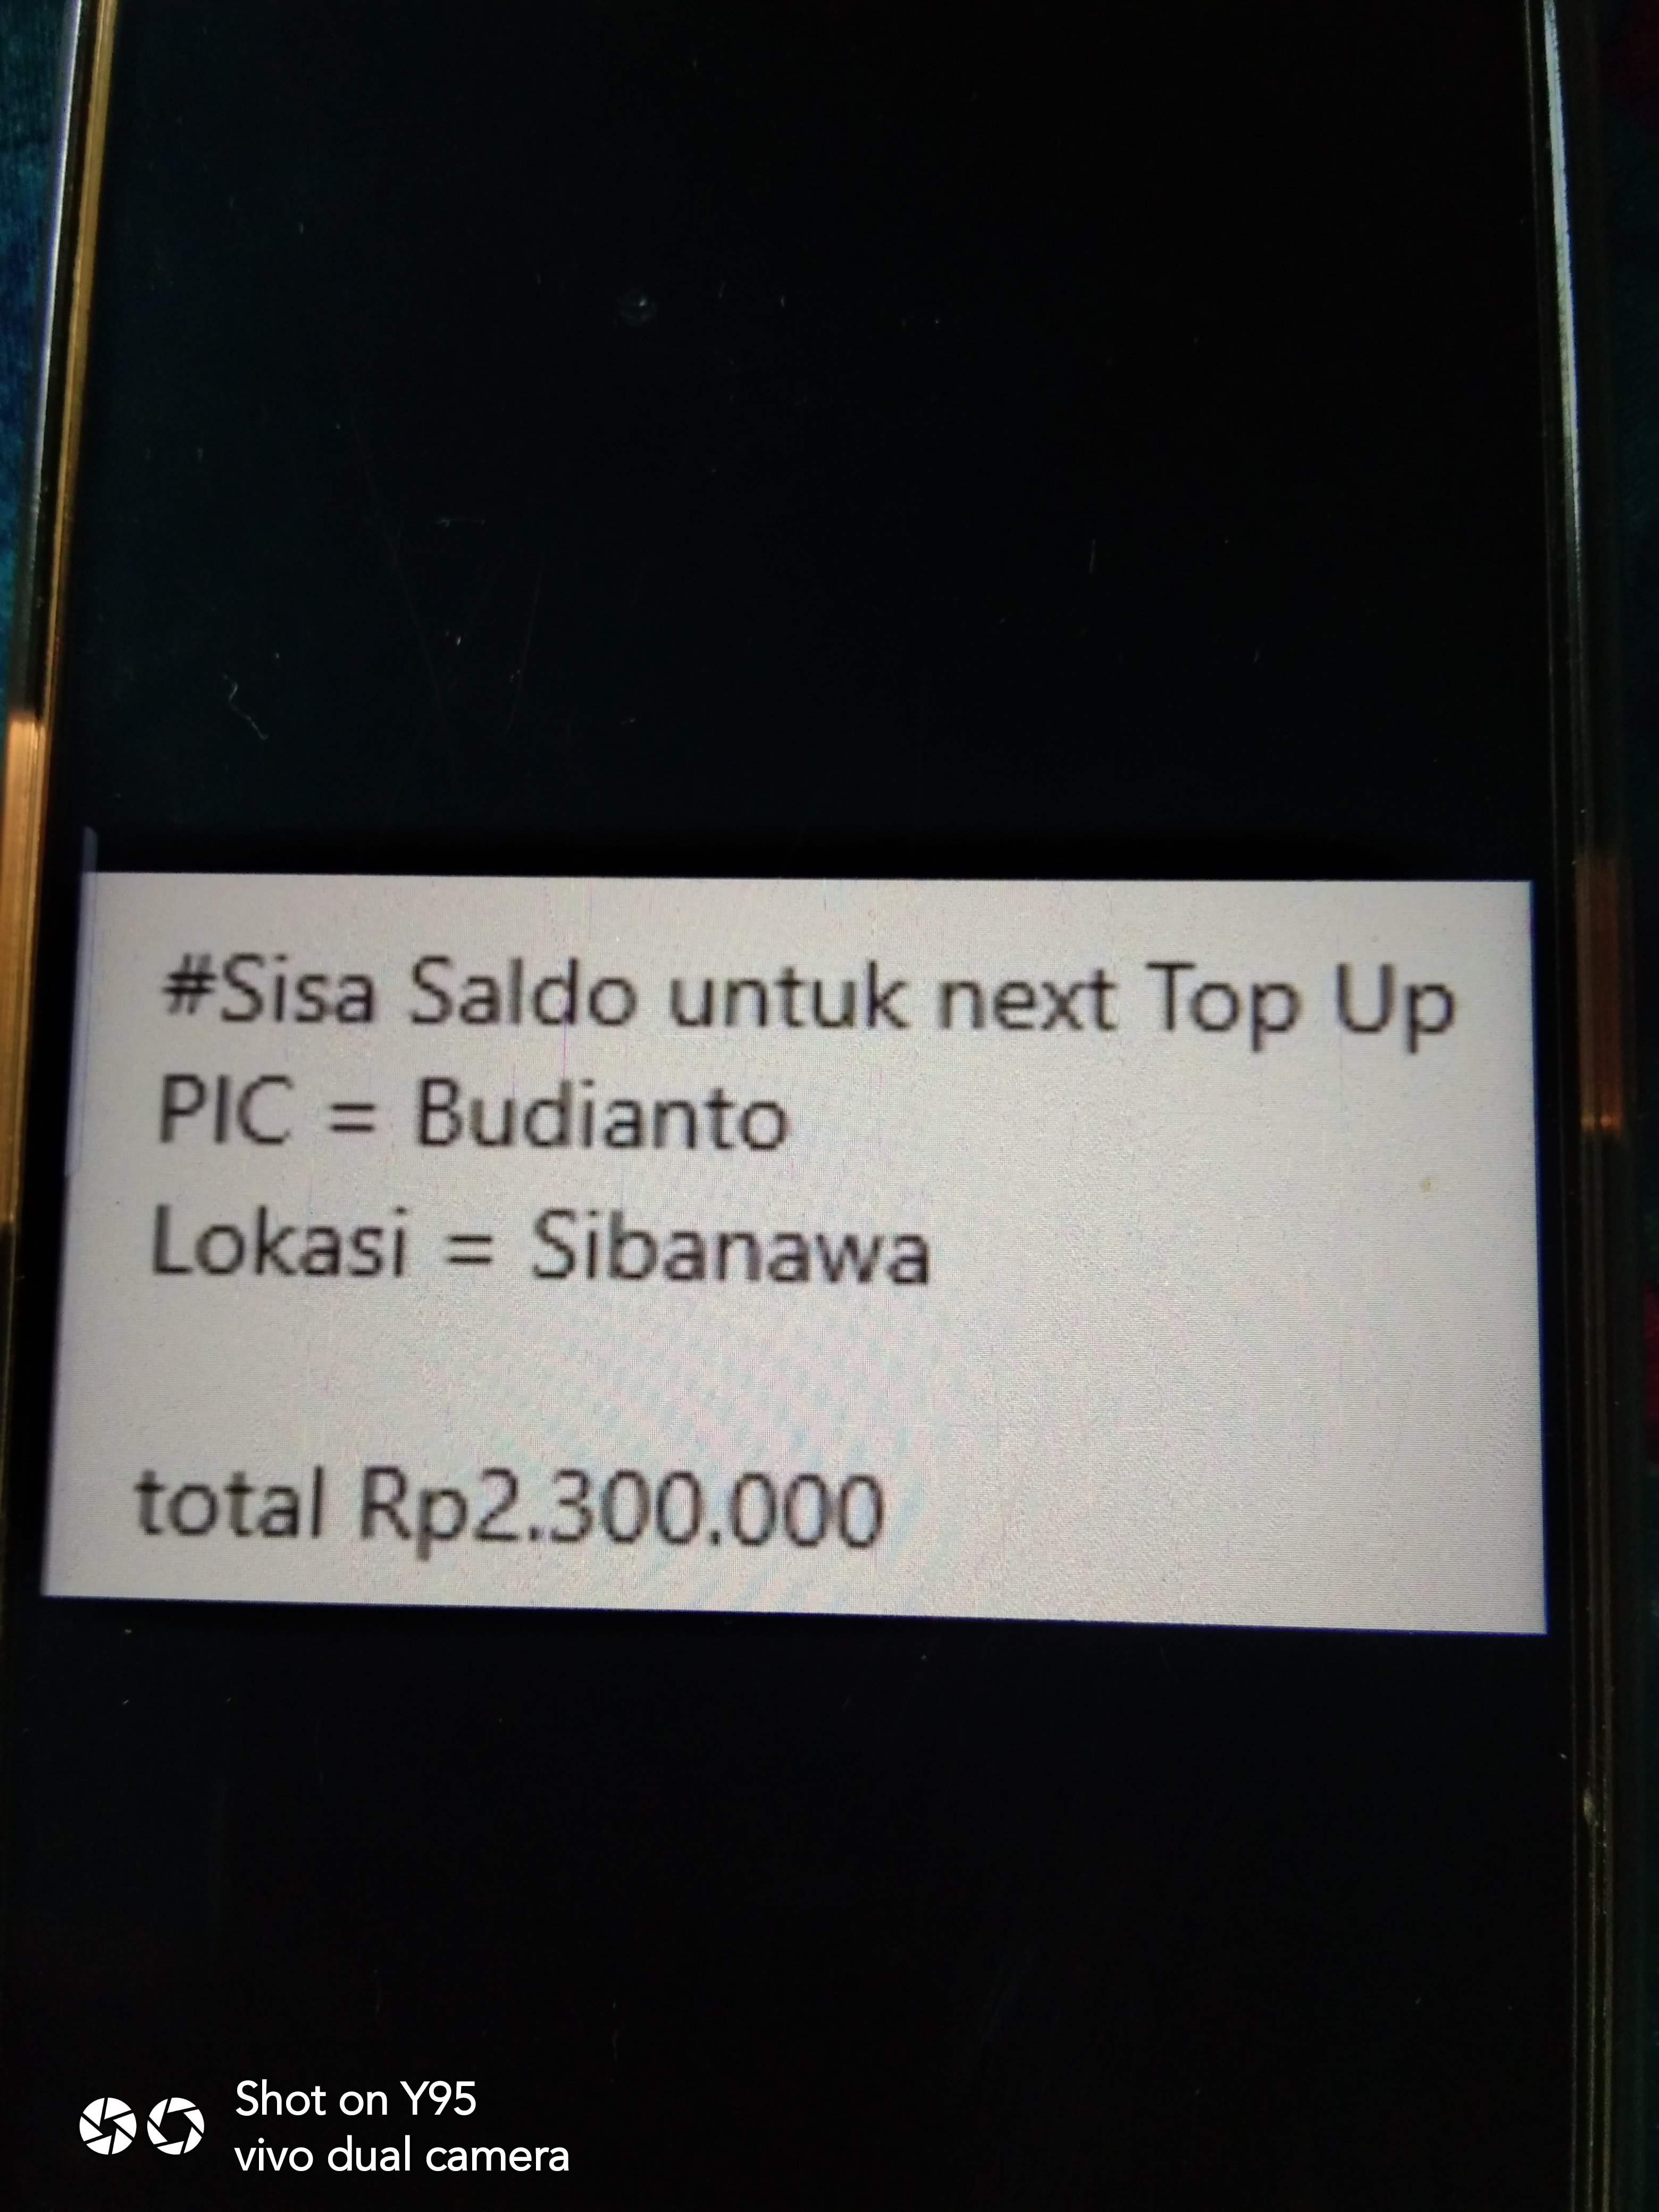 #Sisa Saldo untuk next Top Up
PIC = Budianto
Lokasi = Sibanawa
total Rp2.300.000
Shot on Y95
vivo dual camera